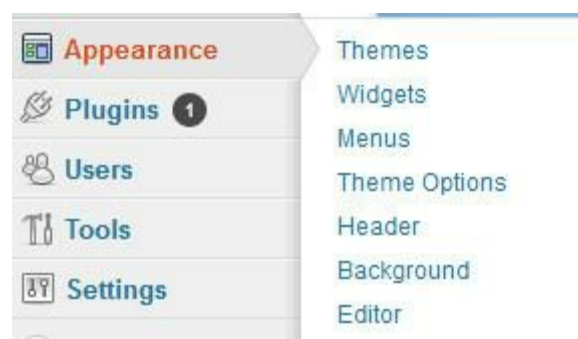 Appearance
Plugins 1
Users
Tools
Settings
Themes
Widgets
Menus
Theme Options
Header
Background
Editor